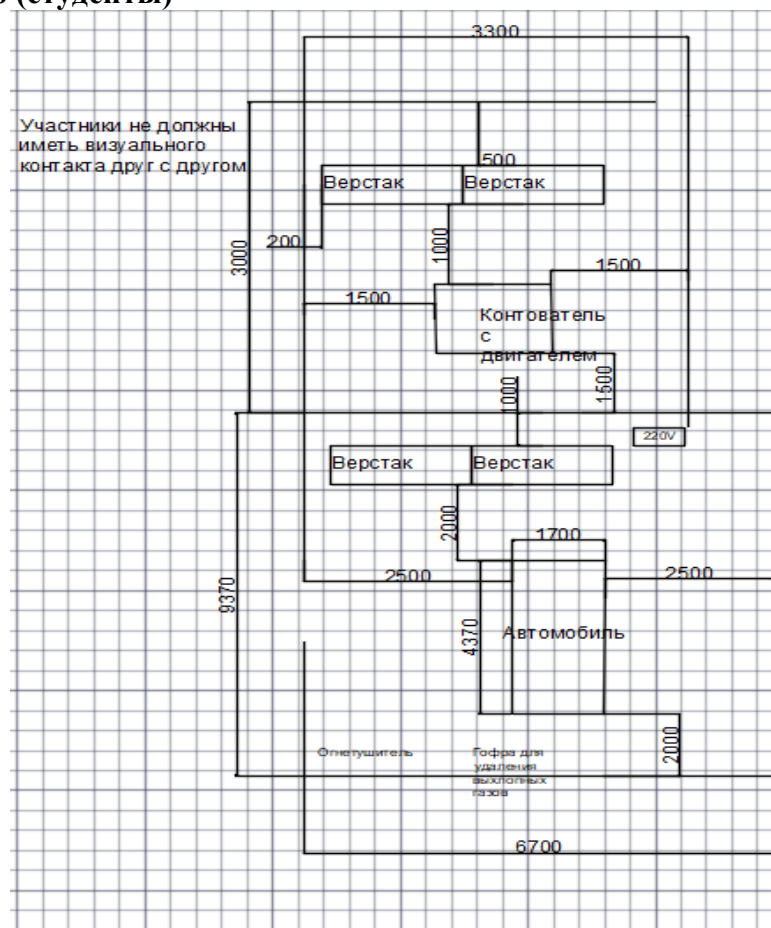 (студенты)
3300
Участники не должны
иметь визуального
контакта друг с другом
500
Верстак
Верстак
200
3000
1000
1500
1500
Контователь
с
двигателем
1000
1500
220V
Верстак
Верстак
2000
1700
2500
2500
9370
4370
Автомобиль
Огнетушитель
Гофра для
удаления
выхлопных
газов
2000
6700